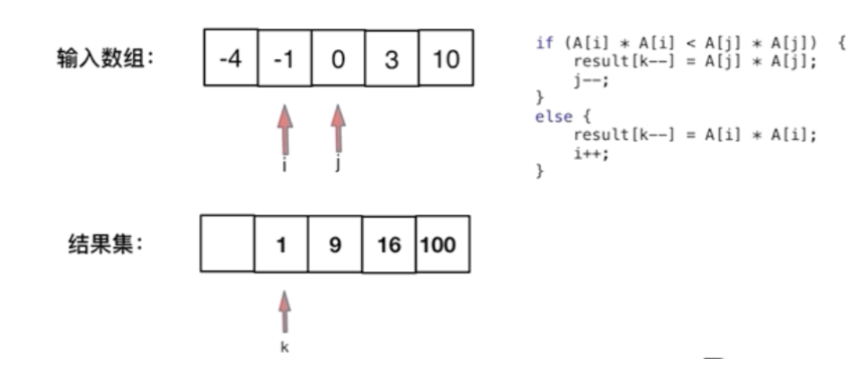 输入数组：
-4 -1 0 3 10
i j
if (A[i] * A[i] < A[j] * A[j]) {
result[k--] = A[j] * A[j];
j--;
}
else {
result[k--] = A[i] * A[i];
i++;
}
结果集：
1 9 16 100
k